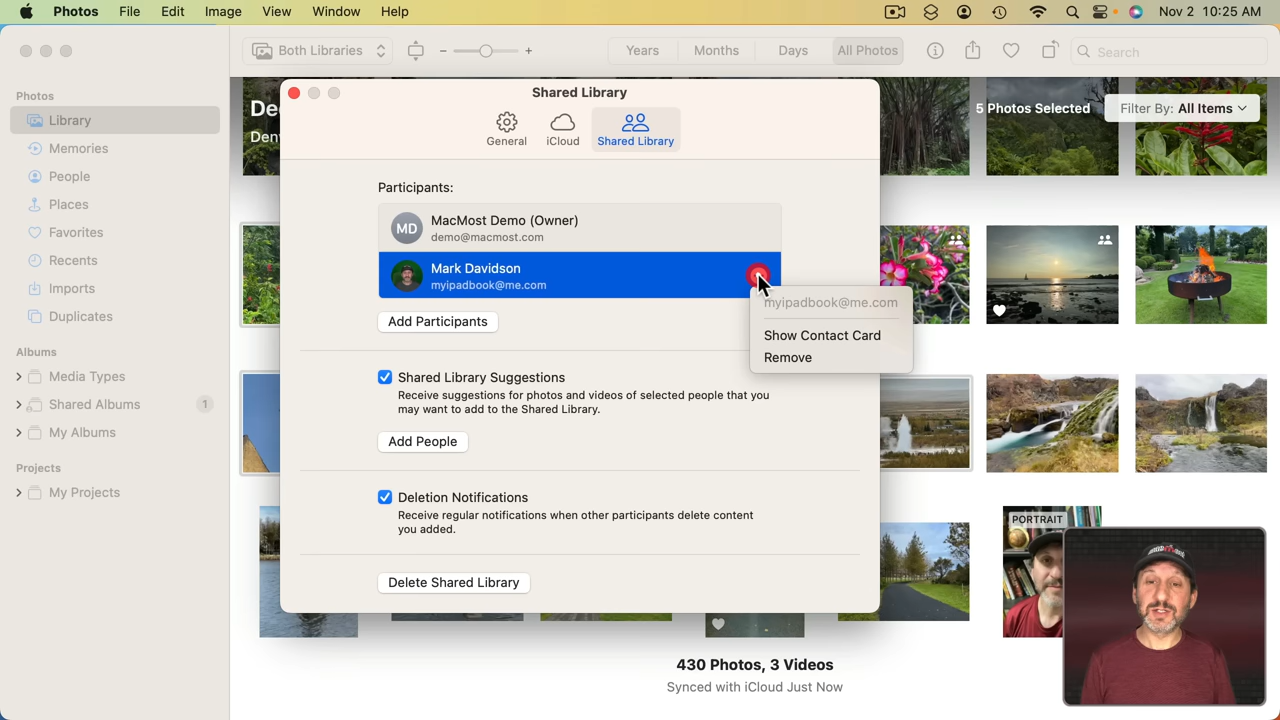 Photos File Edit Image View Window Help Nov 2 10:25 AM
Both Libraries
Years Months Days All Photos
Search
Photos
Library
Memories
People
Places
Favorites
Recents
Imports
Duplicates
Albums
Media Types
Shared Albums 1
My Albums
Projects
My Projects
5 Photos Selected
Filter By: All Items
Shared Library
General iCloud Shared Library
Participants:
MD
MacMost Demo (Owner)
demo@macmost.com
Mark Davidson
myipadbook@me.com
myipadbook@me.com
Show Contact Card
Remove
Add Participants
Shared Library Suggestions
Receive suggestions for photos and videos of selected people that you
may want to add to the Shared Library.
Add People
Deletion Notifications
Receive regular notifications when other participants delete content
you added.
Delete Shared Library
PORTRAIT
430 Photos, 3 Videos
Synced with iCloud Just Now